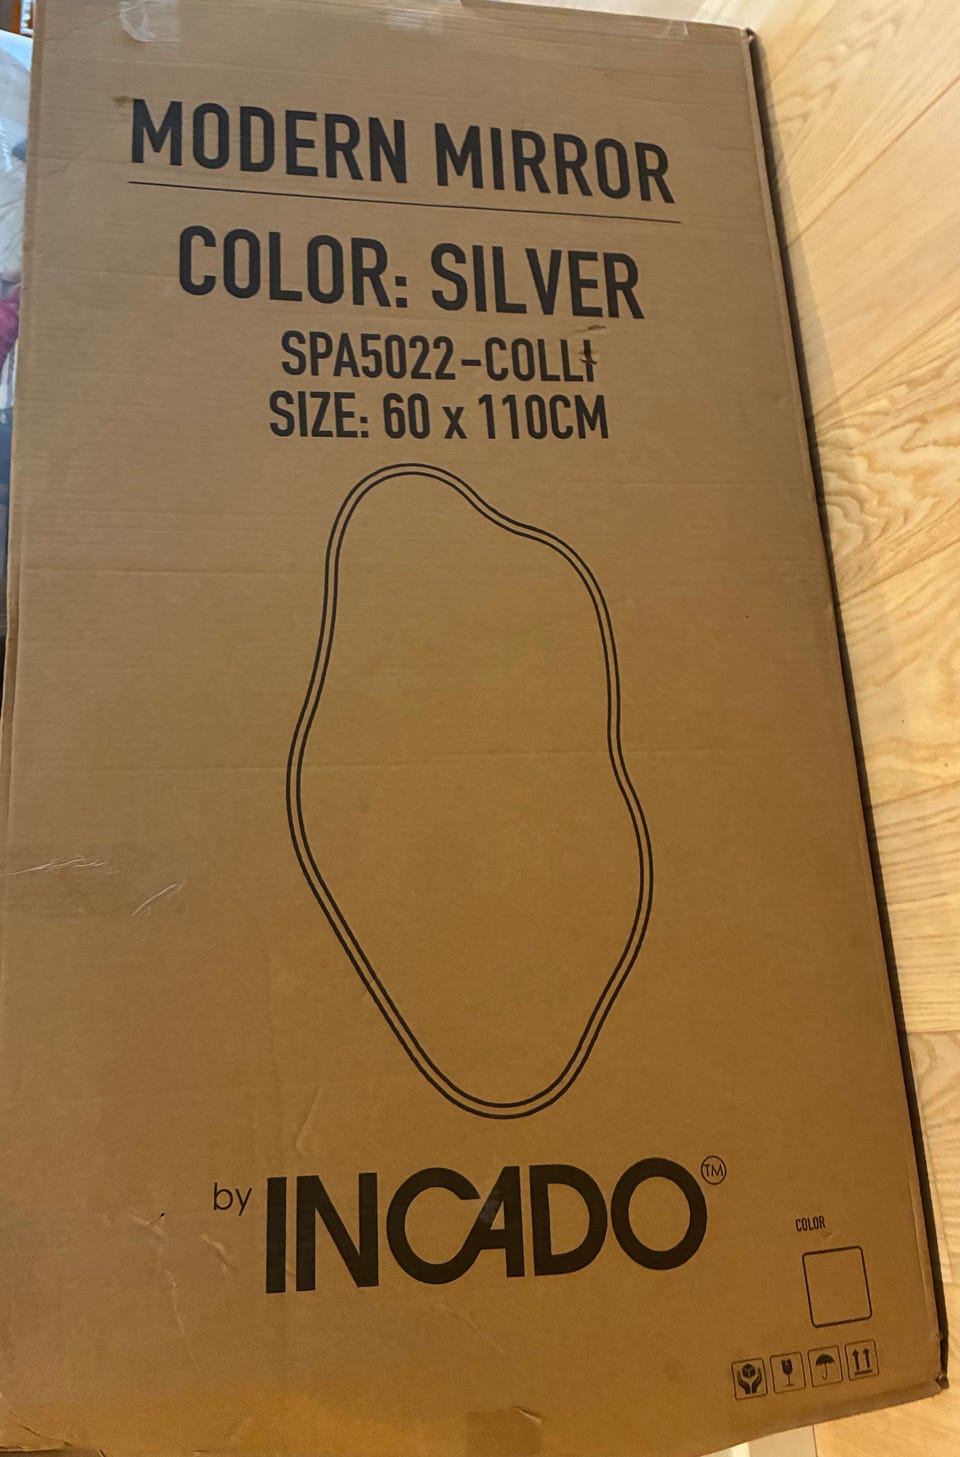 MODERN MIRROR
COLOR: SILVER
SPA5022-COLLI
SIZE: 60 x 110CM
by INCADO™
COLOR